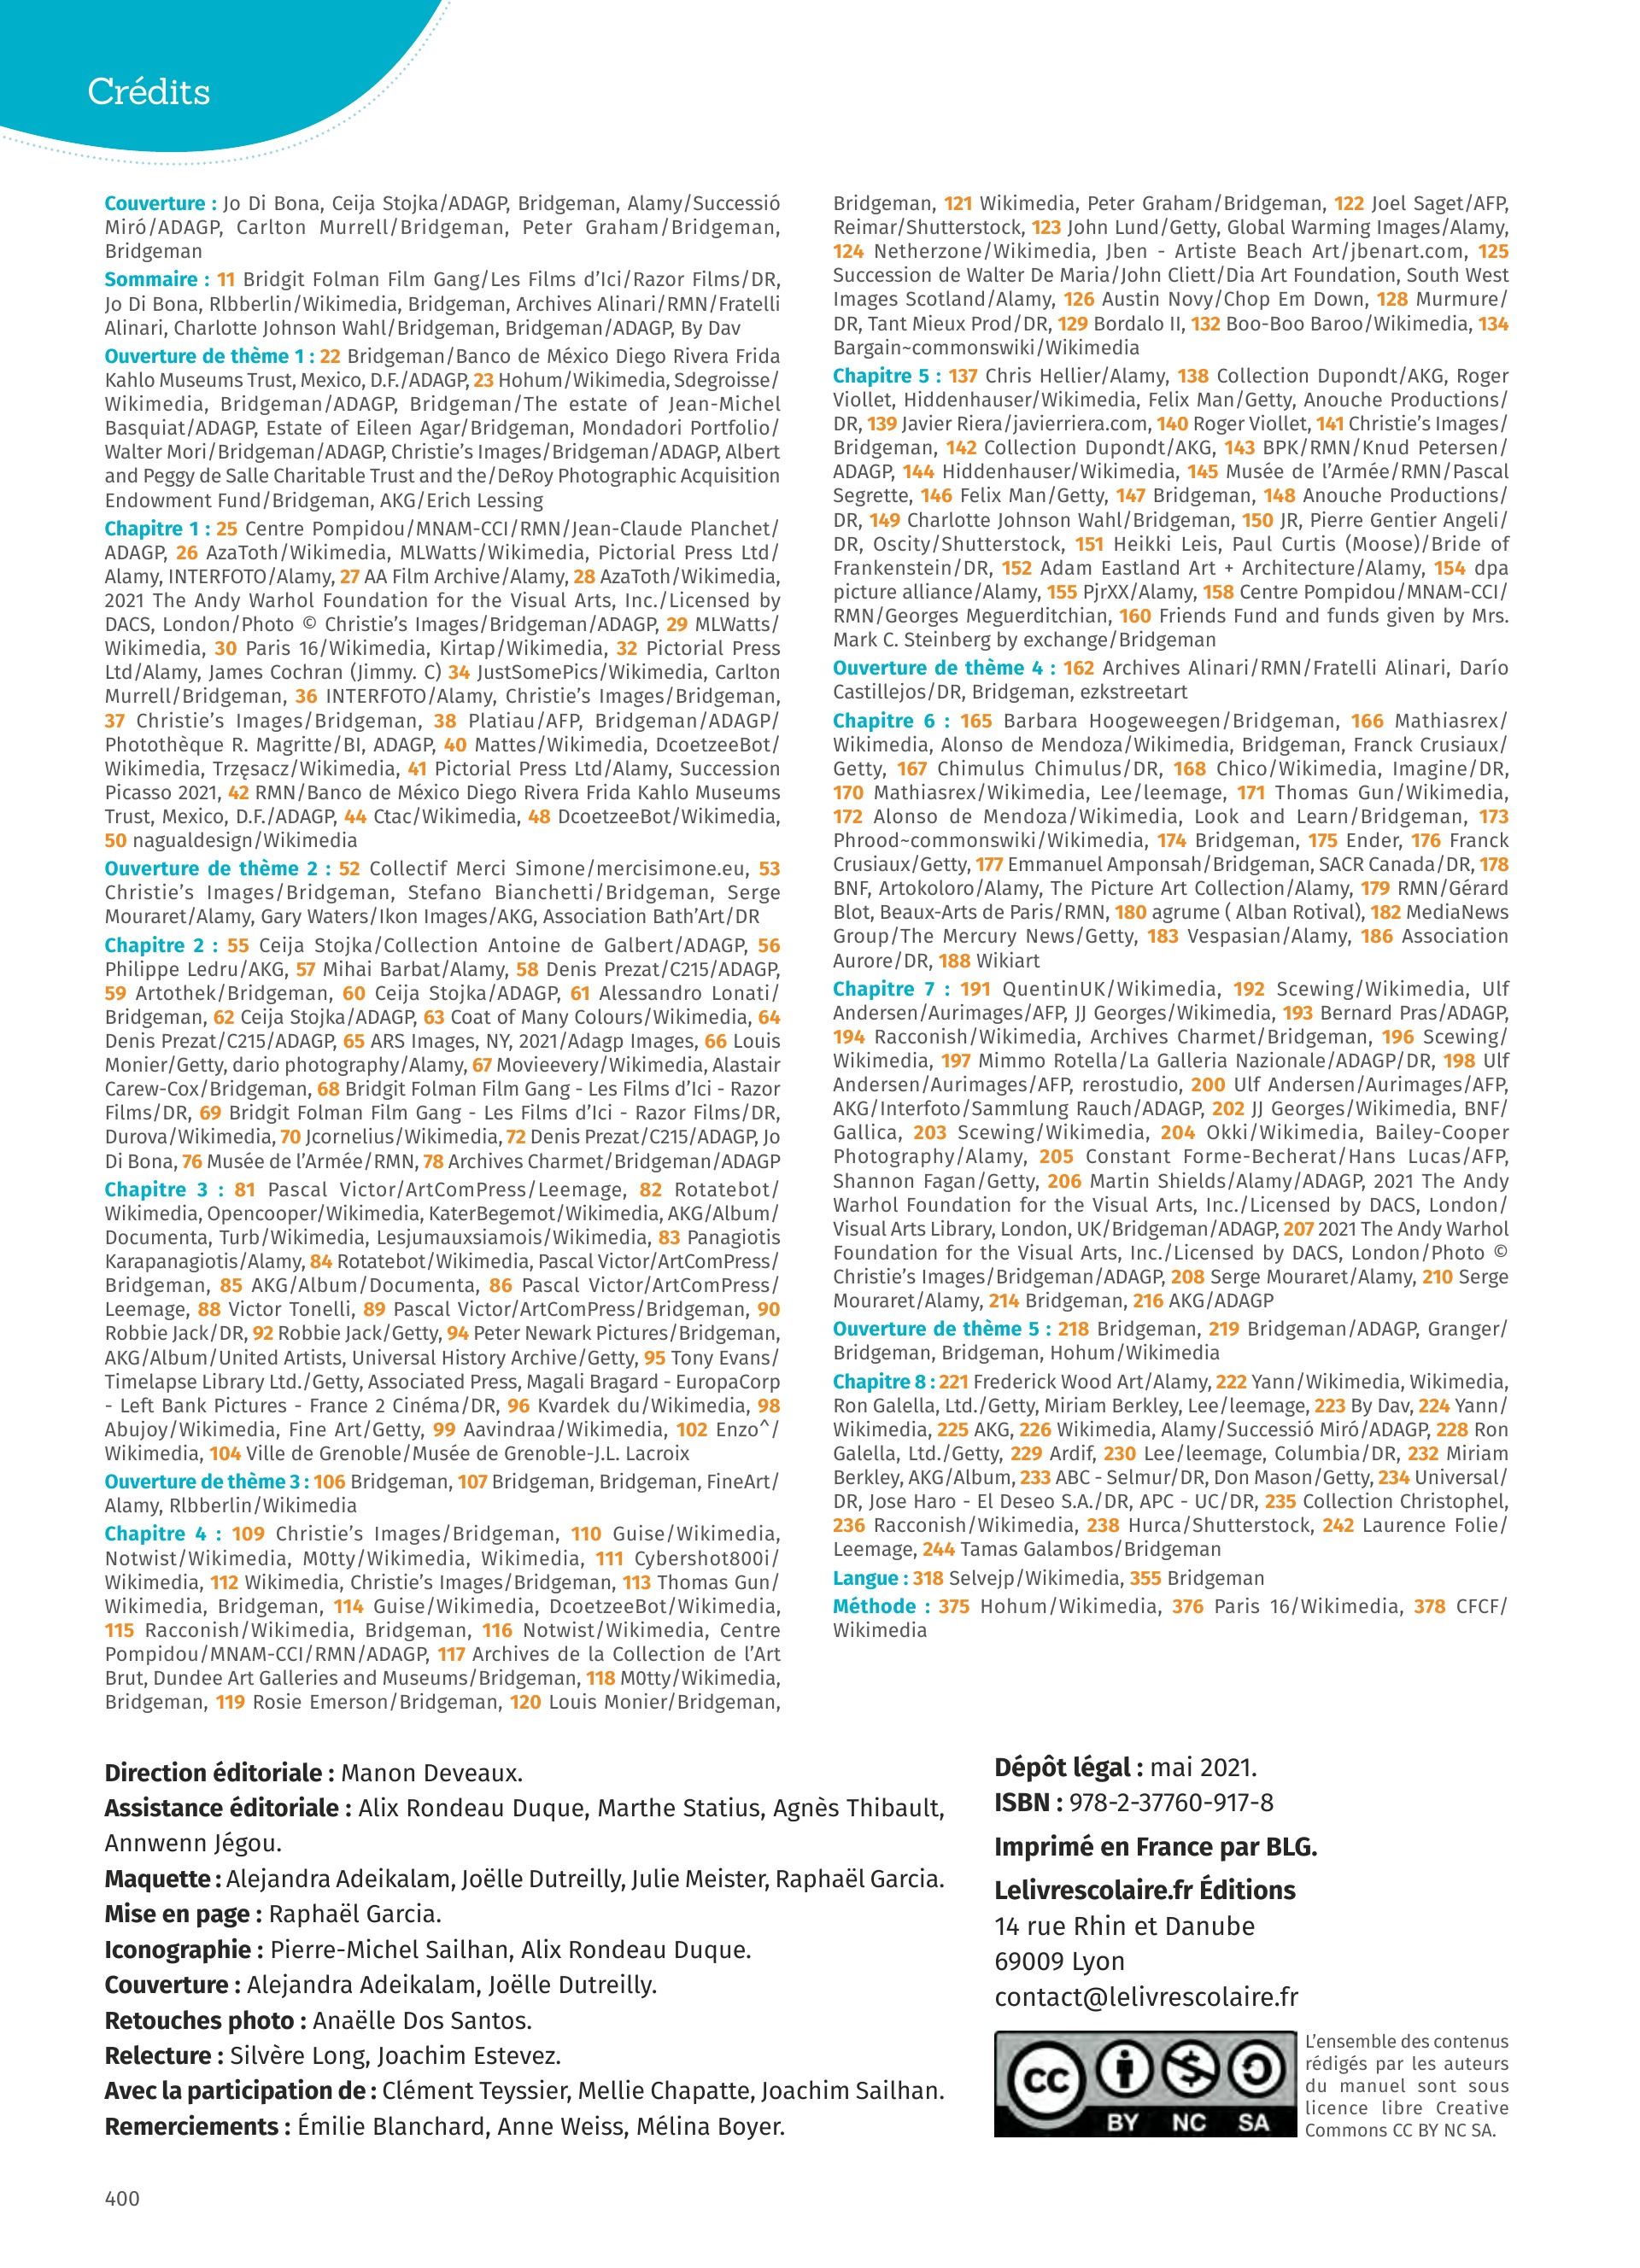 Crédits
Couverture : Jo Di Bona, Ceija Stojka/ADAGP, Bridgeman, Alamy/Successió
Miró/ADAGP, Carlton Murrell/Bridgeman, Peter Graham/Bridgeman,
Bridgeman
Sommaire : 11 Bridgit Folman Film Gang/Les Films d’Ici/Razor Films/DR,
Jo Di Bona, Rlbberlin/Wikimedia, Bridgeman, Archives Alinari/RMN/Fratelli
Alinari, Charlotte Johnson Wahl/Bridgeman, Bridgeman/ADAGP, By Dav
Ouverture de thème 1 : 22 Bridgeman/Banco de México Diego Rivera Frida
Kahlo Museums Trust, Mexico, D.F./ADAGP, 23 Hohum/Wikimedia, Sdegroisse/
Wikimedia, Bridgeman/ADAGP, Bridgeman/The estate of Jean-Michel
Basquiat/ADAGP, Estate of Eileen Agar/Bridgeman, Mondadori Portfolio/
Walter Mori/Bridgeman/ADAGP, Christie’s Images/Bridgeman/ADAGP, Albert
and Peggy de Salle Charitable Trust and the/DeRoy Photographic Acquisition
Endowment Fund/Bridgeman, AKG/Erich Lessing
Chapitre 1 : 25 Centre Pompidou/MNAM-CCI/RMN/Jean-Claude Planchet/
ADAGP, 26 AzaToth/Wikimedia, MLWatts/Wikimedia, Pictorial Press Ltd/
Alamy, INTERFOTO/Alamy, 27 AA Film Archive/Alamy, 28 AzaToth/Wikimedia,
2021 The Andy Warhol Foundation for the Visual Arts, Inc./Licensed by
DACS, London/Photo © Christie’s Images/Bridgeman/ADAGP, 29 MLWatts/
Wikimedia, 30 Paris 16/Wikimedia, Kirtap/Wikimedia, 32 Pictorial Press
Ltd/Alamy, James Cochran (Jimmy. C) 34 JustSomePics/Wikimedia, Carlton
Murrell/Bridgeman, 36 INTERFOTO/Alamy, Christie’s Images/Bridgeman,
37 Christie’s Images/Bridgeman, 38 Platiau/AFP, Bridgeman/ADAGP/
Photothèque R. Magritte/BI, ADAGP, 40 Mattes/Wikimedia, DcoetzeeBot/
Wikimedia, Trzęsacz/Wikimedia, 41 Pictorial Press Ltd/Alamy, Succession
Picasso 2021, 42 RMN/Banco de México Diego Rivera Frida Kahlo Museums
Trust, Mexico, D.F./ADAGP, 44 Ctac/Wikimedia, 48 DcoetzeeBot/Wikimedia,
50 nagualdesign/Wikimedia
Ouverture de thème 2 : 52 Collectif Merci Simone/mercisimone.eu, 53
Christie’s Images/Bridgeman, Stefano Bianchetti/Bridgeman, Serge
Mouraret/Alamy, Gary Waters/Ikon Images/AKG, Association Bath’Art/DR
Chapitre 2 : 55 Ceija Stojka/Collection Antoine de Galbert/ADAGP, 56
Philippe Ledru/AKG, 57 Mihai Barbat/Alamy, 58 Denis Prezat/C215/ADAGP,
59 Artothek/Bridgeman, 60 Ceija Stojka/ADAGP, 61 Alessandro Lonati/
Bridgeman, 62 Ceija Stojka/ADAGP, 63 Coat of Many Colours/Wikimedia, 64
Denis Prezat/C215/ADAGP, 65 ARS Images, NY, 2021/Adagp Images, 66 Louis
Monier/Getty, dario photography/Alamy, 67 Movieevery/Wikimedia, Alastair
Carew-Cox/Bridgeman, 68 Bridgit Folman Film Gang - Les Films d’Ici - Razor
Films/DR, 69 Bridgit Folman Film Gang - Les Films d’Ici - Razor Films/DR,
Durova/Wikimedia, 70 Jcornelius/Wikimedia, 72 Denis Prezat/C215/ADAGP, Jo
Di Bona, 76 Musée de l’Armée/RMN, 78 Archives Charmet/Bridgeman/ADAGP
Chapitre 3 : 81 Pascal Victor/ArtComPress/Leemage, 82 Rotatebot/
Wikimedia, Opencooper/Wikimedia, KaterBegemot/Wikimedia, AKG/Album/
Documenta, Turb/Wikimedia, Lesjumauxsiamois/Wikimedia, 83 Panagiotis
Karapanagiotis/Alamy, 84 Rotatebot/Wikimedia, Pascal Victor/ArtComPress/
Bridgeman, 85 AKG/Album/Documenta, 86 Pascal Victor/ArtComPress/
Leemage, 88 Victor Tonelli, 89 Pascal Victor/ArtComPress/Bridgeman, 90
Robbie Jack/DR, 92 Robbie Jack/Getty, 94 Peter Newark Pictures/Bridgeman,
AKG/Album/United Artists, Universal History Archive/Getty, 95 Tony Evans/
Timelapse Library Ltd./Getty, Associated Press, Magali Bragard - EuropaCorp
- Left Bank Pictures - France 2 Cinéma/DR, 96 Kvardek du/Wikimedia, 98
Abujoy/Wikimedia, Fine Art/Getty, 99 Aavindraa/Wikimedia, 102 Enzo^/
Wikimedia, 104 Ville de Grenoble/Musée de Grenoble-J.L. Lacroix
Ouverture de thème 3 : 106 Bridgeman, 107 Bridgeman, Bridgeman, FineArt/
Alamy, Rlbberlin/Wikimedia
Chapitre 4 : 109 Christie’s Images/Bridgeman, 110 Guise/Wikimedia,
Notwist/Wikimedia, M0tty/Wikimedia, Wikimedia, 111 Cybershot800i/
Wikimedia, 112 Wikimedia, Christie’s Images/Bridgeman, 113 Thomas Gun/
Wikimedia, Bridgeman, 114 Guise/Wikimedia, DcoetzeeBot/Wikimedia,
115 Racconish/Wikimedia, Bridgeman, 116 Notwist/Wikimedia, Centre
Pompidou/MNAM-CCI/RMN/ADAGP, 117 Archives de la Collection de l’Art
Brut, Dundee Art Galleries and Museums/Bridgeman, 118 M0tty/Wikimedia,
Bridgeman, 119 Rosie Emerson/Bridgeman, 120 Louis Monier/Bridgeman,
Bridgeman, 121 Wikimedia, Peter Graham/Bridgeman, 122 Joel Saget/AFP,
Reimar/Shutterstock, 123 John Lund/Getty, Global Warming Images/Alamy,
124 Netherzone/Wikimedia, Jben - Artiste Beach Art/jbenart.com, 125
Succession de Walter De Maria/John Cliett/Dia Art Foundation, South West
Images Scotland/Alamy, 126 Austin Novy/Chop Em Down, 128 Murmure/
DR, Tant Mieux Prod/DR, 129 Bordalo II, 132 Boo-Boo Baroo/Wikimedia, 134
Bargain~commonswiki/Wikimedia
Chapitre 5 : 137 Chris Hellier/Alamy, 138 Collection Dupondt/AKG, Roger
Viollet, Hiddenhauser/Wikimedia, Felix Man/Getty, Anouche Productions/
DR, 139 Javier Riera/javierriera.com, 140 Roger Viollet, 141 Christie’s Images/
Bridgeman, 142 Collection Dupondt/AKG, 143 BPK/RMN/Knud Petersen/
ADAGP, 144 Hiddenhauser/Wikimedia, 145 Musée de l’Armée/RMN/Pascal
Segrette, 146 Felix Man/Getty, 147 Bridgeman, 148 Anouche Productions/
DR, 149 Charlotte Johnson Wahl/Bridgeman, 150 JR, Pierre Gentier Angeli/
DR, Oscity/Shutterstock, 151 Heikki Leis, Paul Curtis (Moose)/Bride of
Frankenstein/DR, 152 Adam Eastland Art + Architecture/Alamy, 154 dpa
picture alliance/Alamy, 155 PjrXX/Alamy, 158 Centre Pompidou/MNAM-CCI/
RMN/Georges Meguerditchian, 160 Friends Fund and funds given by Mrs.
Mark C. Steinberg by exchange/Bridgeman
Ouverture de thème 4 : 162 Archives Alinari/RMN/Fratelli Alinari, Darío
Castillejos/DR, Bridgeman, ezkstreetart
Chapitre 6 : 165 Barbara Hoogeweegen/Bridgeman, 166 Mathiasrex/
Wikimedia, Alonso de Mendoza/Wikimedia, Bridgeman, Franck Crusiaux/
Getty, 167 Chimulus Chimulus/DR, 168 Chico/Wikimedia, Imagine/DR,
170 Mathiasrex/Wikimedia, Lee/leemage, 171 Thomas Gun/Wikimedia,
172 Alonso de Mendoza/Wikimedia, Look and Learn/Bridgeman, 173
Phrood~commonswiki/Wikimedia, 174 Bridgeman, 175 Ender, 176 Franck
Crusiaux/Getty, 177 Emmanuel Amponsah/Bridgeman, SACR Canada/DR, 178
BNF, Artokoloro/Alamy, The Picture Art Collection/Alamy, 179 RMN/Gérard
Blot, Beaux-Arts de Paris/RMN, 180 agrume ( Alban Rotival), 182 MediaNews
Group/The Mercury News/Getty, 183 Vespasian/Alamy, 186 Association
Aurore/DR, 188 Wikiart
Chapitre 7 : 191 QuentinUK/Wikimedia, 192 Scewing/Wikimedia, Ulf
Andersen/Aurimages/AFP, JJ Georges/Wikimedia, 193 Bernard Pras/ADAGP,
194 Racconish/Wikimedia, Archives Charmet/Bridgeman, 196 Scewing/
Wikimedia, 197 Mimmo Rotella/La Galleria Nazionale/ADAGP/DR, 198 Ulf
Andersen/Aurimages/AFP, rerostudio, 200 Ulf Andersen/Aurimages/AFP,
AKG/Interfoto/Sammlung Rauch/ADAGP, 202 JJ Georges/Wikimedia, BNF/
Gallica, 203 Scewing/Wikimedia, 204 Okki/Wikimedia, Bailey-Cooper
Photography/Alamy, 205 Constant Forme-Becherat/Hans Lucas/AFP,
Shannon Fagan/Getty, 206 Martin Shields/Alamy/ADAGP, 2021 The Andy
Warhol Foundation for the Visual Arts, Inc./Licensed by DACS, London/
Visual Arts Library, London, UK/Bridgeman/ADAGP, 207 2021 The Andy Warhol
Foundation for the Visual Arts, Inc./Licensed by DACS, London/Photo ©
Christie’s Images/Bridgeman/ADAGP, 208 Serge Mouraret/Alamy, 210 Serge
Mouraret/Alamy, 214 Bridgeman, 216 AKG/ADAGP
Ouverture de thème 5 : 218 Bridgeman, 219 Bridgeman/ADAGP, Granger/
Bridgeman, Bridgeman, Hohum/Wikimedia
Chapitre 8 : 221 Frederick Wood Art/Alamy, 222 Yann/Wikimedia, Wikimedia,
Ron Galella, Ltd./Getty, Miriam Berkley, Lee/leemage, 223 By Dav, 224 Yann/
Wikimedia, 225 AKG, 226 Wikimedia, Alamy/Successió Miró/ADAGP, 228 Ron
Galella, Ltd./Getty, 229 Ardif, 230 Lee/leemage, Columbia/DR, 232 Miriam
Berkley, AKG/Album, 233 ABC - Selmur/DR, Don Mason/Getty, 234 Universal/
DR, Jose Haro - El Deseo S.A./DR, APC - UC/DR, 235 Collection Christophel,
236 Racconish/Wikimedia, 238 Hurca/Shutterstock, 242 Laurence Folie/
Leemage, 244 Tamas Galambos/Bridgeman
Langue : 318 Selvejp/Wikimedia, 355 Bridgeman
Méthode : 375 Hohum/Wikimedia, 376 Paris 16/Wikimedia, 378 CFCF/
Wikimedia
Direction éditoriale : Manon Deveaux.
Assistance éditoriale : Alix Rondeau Duque, Marthe Statius, Agnès Thibault,
Annwenn Jégou.
Maquette : Alejandra Adeikalam, Joëlle Dutreilly, Julie Meister, Raphaël Garcia.
Mise en page : Raphaël Garcia.
Iconographie : Pierre-Michel Sailhan, Alix Rondeau Duque.
Couverture : Alejandra Adeikalam, Joëlle Dutreilly.
Retouches photo : Anaëlle Dos Santos.
Relecture : Silvère Long, Joachim Estevez.
Avec la participation de : Clément Teyssier, Mellie Chapatte, Joachim Sailhan.
Remerciements : Émilie Blanchard, Anne Weiss, Mélina Boyer.
Dépôt légal : mai 2021.
ISBN : 978-2-37760-917-8
Imprimé en France par BLG.
Lelivrescolaire.fr Éditions
14 rue Rhin et Danube
69009 Lyon
contact@lelivrescolaire.fr
cc BY NC SA
L’ensemble des contenus
rédigés par les auteurs
du manuel sont sous
licence libre Creative
Commons CC BY NC SA.
400